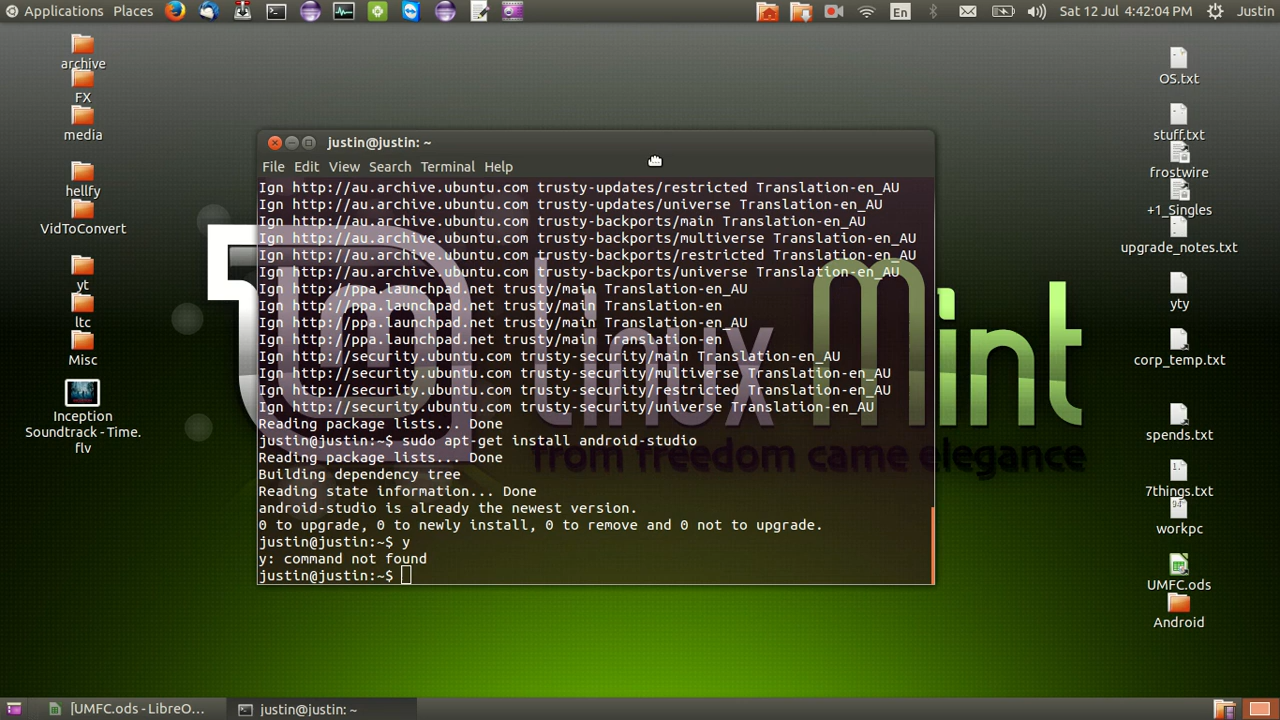 Applications Places En Sat 12 Jul 4:42:04 PM Justin
archive
FX
media
hellfy
VidToConvert
yt
ltc
Misc
Inception
Soundtrack - Time.
flv
justin@justin: ~
File Edit View Search Terminal Help
Ign http://au.archive.ubuntu.com trusty-updates/restricted Translation-en_AU
Ign http://au.archive.ubuntu.com trusty-updates/universe Translation-en_AU
Ign http://au.archive.ubuntu.com trusty-backports/main Translation-en_AU
Ign http://au.archive.ubuntu.com trusty-backports/multiverse Translation-en_AU
Ign http://au.archive.ubuntu.com trusty-backports/restricted Translation-en_AU
Ign http://au.archive.ubuntu.com trusty-backports/universe Translation-en_AU
Ign http://ppa.launchpad.net trusty/main Translation-en_AU
Ign http://ppa.launchpad.net trusty/main Translation-en
Ign http://ppa.launchpad.net trusty/main Translation-en_AU
Ign http://ppa.launchpad.net trusty/main Translation-en
Ign http://security.ubuntu.com trusty-security/main Translation-en_AU
Ign http://security.ubuntu.com trusty-security/multiverse Translation-en_AU
Ign http://security.ubuntu.com trusty-security/restricted Translation-en_AU
Ign http://security.ubuntu.com trusty-security/universe Translation-en_AU
Reading package lists... Done
justin@justin:~$ sudo apt-get install android-studio
Reading package lists... Done
Building dependency tree
Reading state information... Done
android-studio is already the newest version.
0 to upgrade, 0 to newly install, 0 to remove and 0 not to upgrade.
justin@justin:~$ y
y: command not found
justin@justin:~$
Linux Mint
from freedom came elegance
OS.txt
stuff.txt
frostwire
+1_Singles
upgrade_notes.txt
yty
corp_temp.txt
spends.txt
7things.txt
workpc
UMFC.ods
Android
[UMFC.ods - LibreO... justin@justin: ~